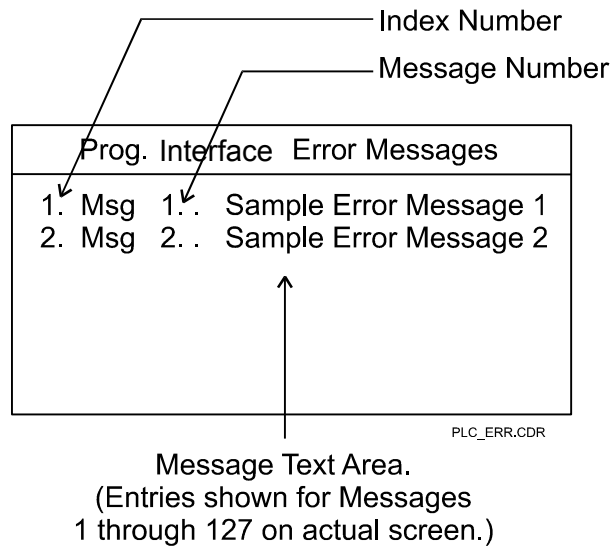 Index Number
Message Number
Prog. Interface Error Messages
1. Msg 1. . Sample Error Message 1
2. Msg 2. . Sample Error Message 2
PLC_ERR.CDR
Message Text Area.
(Entries shown for Messages
1 through 127 on actual screen.)